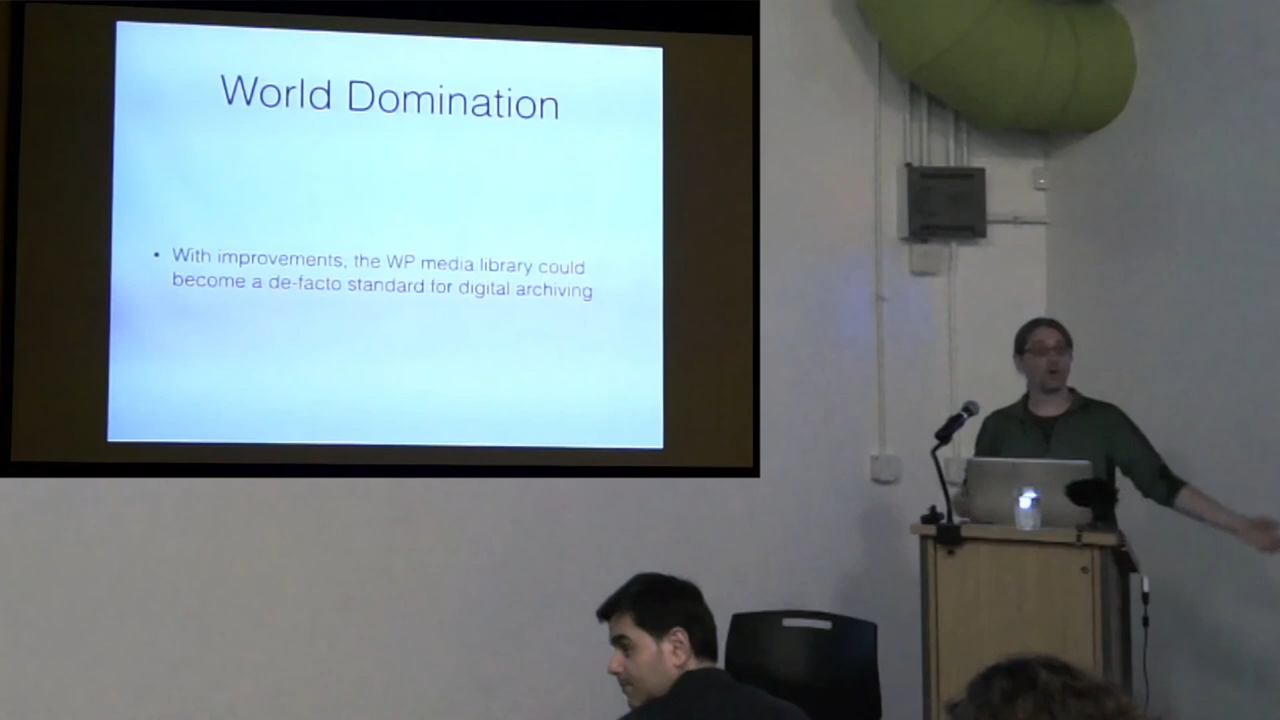 World Domination
• With improvements, the WP media library could
become a de-facto standard for digital archiving